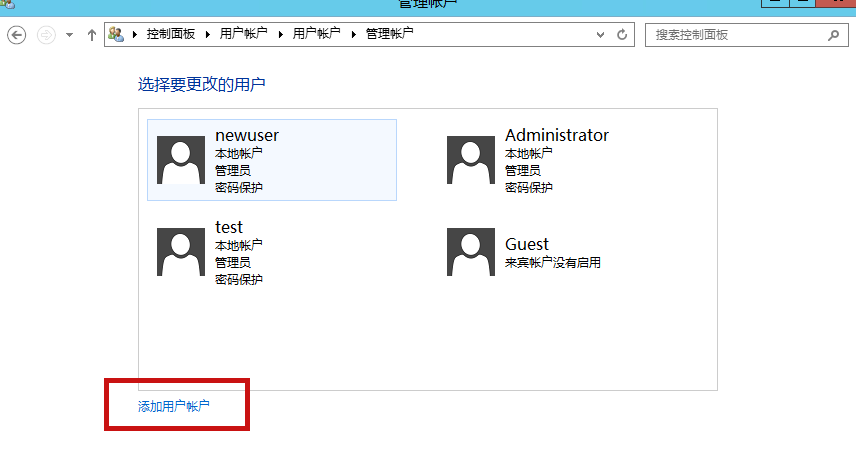 管理帐户
控制面板 用户帐户 用户帐户 管理帐户
搜索控制面板
选择要更改的用户
newuser
本地帐户
管理员
密码保护
Administrator
本地帐户
管理员
密码保护
test
本地帐户
管理员
密码保护
Guest
来宾帐户没有启用
添加用户帐户